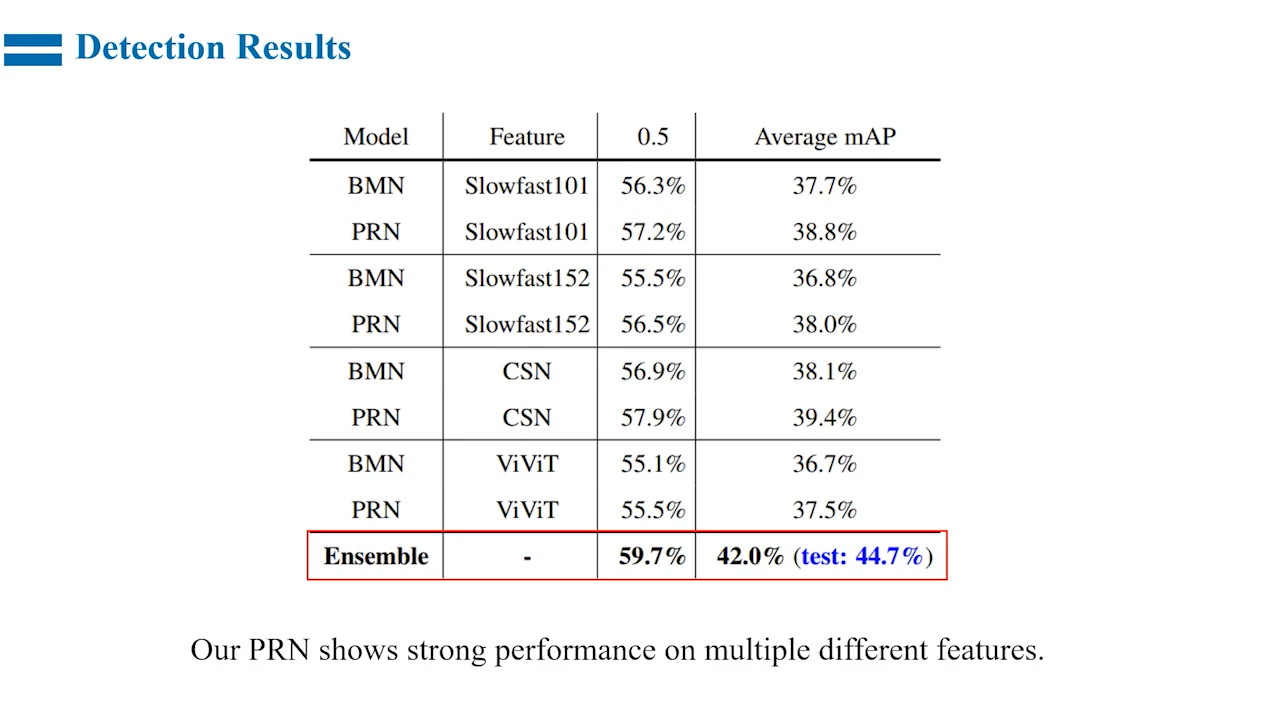 Detection Results
Model Feature 0.5 Average mAP
BMN Slowfast101 56.3% 37.7%
PRN Slowfast101 57.2% 38.8%
BMN Slowfast152 55.5% 36.8%
PRN Slowfast152 56.5% 38.0%
BMN CSN 56.9% 38.1%
PRN CSN 57.9% 39.4%
BMN ViViT 55.1% 36.7%
PRN ViViT 55.5% 37.5%
Ensemble - 59.7% 42.0% (test: 44.7%)
Our PRN shows strong performance on multiple different features.